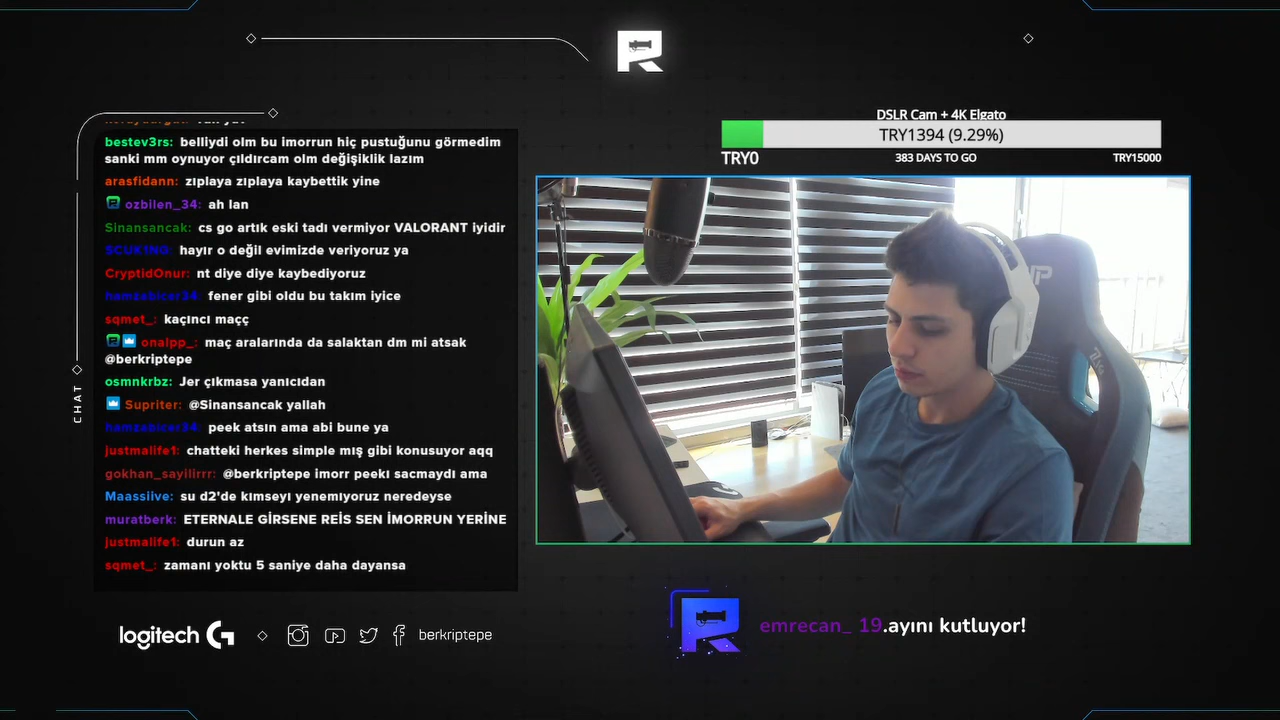 DSLR Cam + 4K Elgato
TRY1394 (9.29%)
TRY0
383 DAYS TO GO
TRY15000
bestev3rs: belliydi olm bu imorrun hiç pustuğunu görmedim
sanki mm oynuyor çıldırcam olm değişiklik lazım
arasfidann: zıplaya zıplaya kaybettik yine
ozbilen_34: ah lan
Sinansancak: cs go artık eski tadı vermiyor VALORANT iyidir
SCUK1NG: hayır o değil evimizde veriyoruz ya
CryptidOnur: nt diye diye kaybediyoruz
hamzabicer34: fener gibi oldu bu takım iyice
sqmet_: kaçıncı maçç
onalpp_: maç aralarında da salaktan dm mi atsak
@berkriptepe
osmnkrbz: Jer çıkmasa yanıcıdan
Supriter: @Sinansancak yallah
hamzabicer34: peek atsın ama abi bune ya
justmalife1: chatteki herkes simple mış gibi konusuyor aqq
gokhan_sayilirrr: @berkriptepe imorr peekı sacmaydı ama
Maassiive: su d2'de kımseyı yenemıyoruz neredeyse
muratberk: ETERNALE GİRSENE REİS SEN İMORRUN YERİNE
justmalife1: durun az
sqmet_: zamanı yoktu 5 saniye daha dayansa
CHAT
logitech G
berkriptepe
emrecan_ 19.ayını kutluyor!